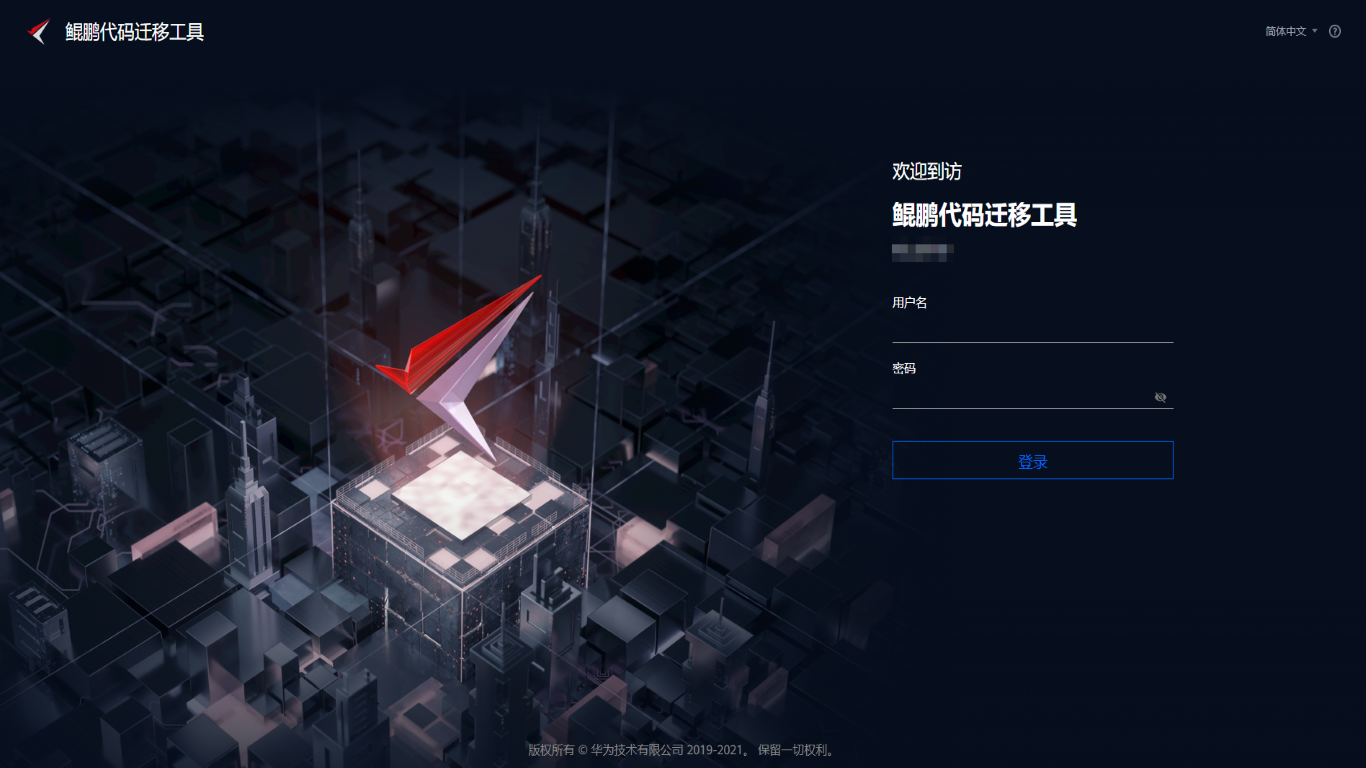 鲲鹏代码迁移工具
简体中文
欢迎到访
鲲鹏代码迁移工具
用户名
密码
登录
版权所有 © 华为技术有限公司 2019-2021。 保留一切权利。